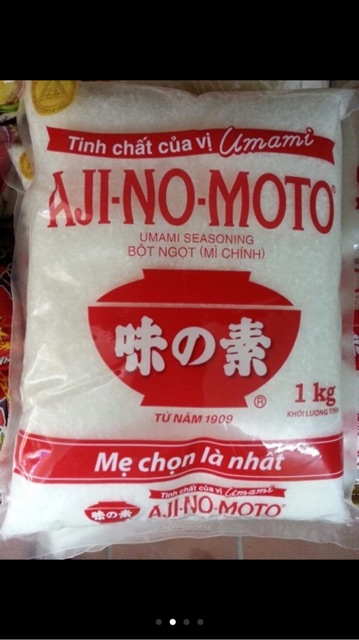 Tinh chất của vị Umami
AJI-NO-MOTO®
UMAMI SEASONING
BỘT NGỌT (MÌ CHÍNH)
味の素
®
1 kg
KHỐI LƯỢNG TỊNH
TỪ NĂM 1909
Mẹ chọn là nhất
Tinh chất của vị Umami
味の素
AJI-NO-MOTO®